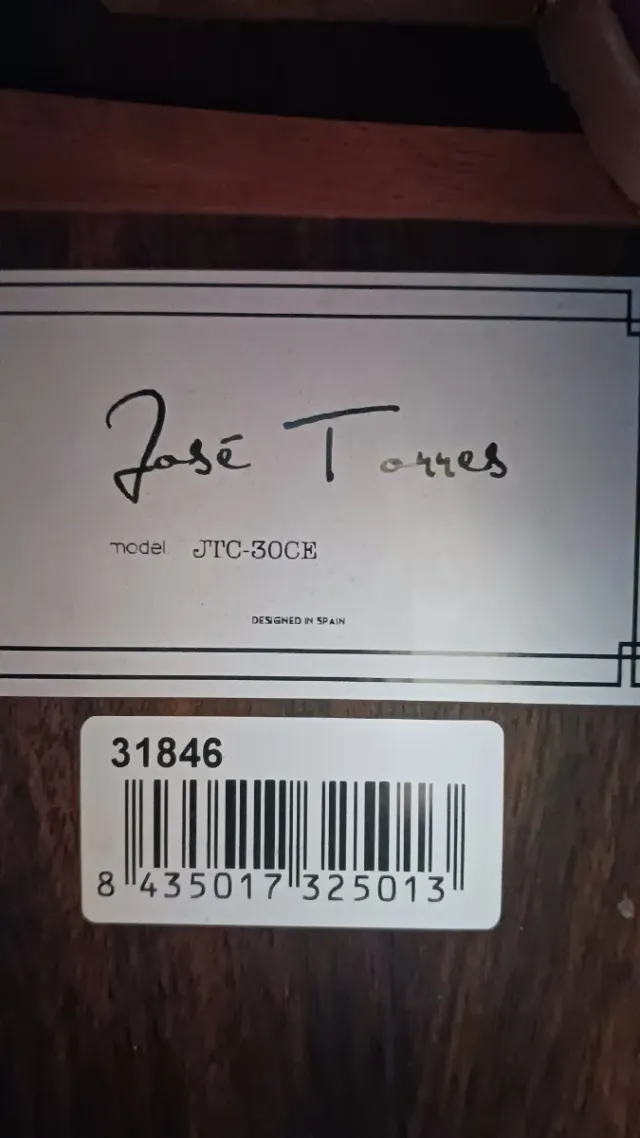 José Torres
model JTC-30CE
DESIGNED IN SPAIN
31846
8 435017 325013